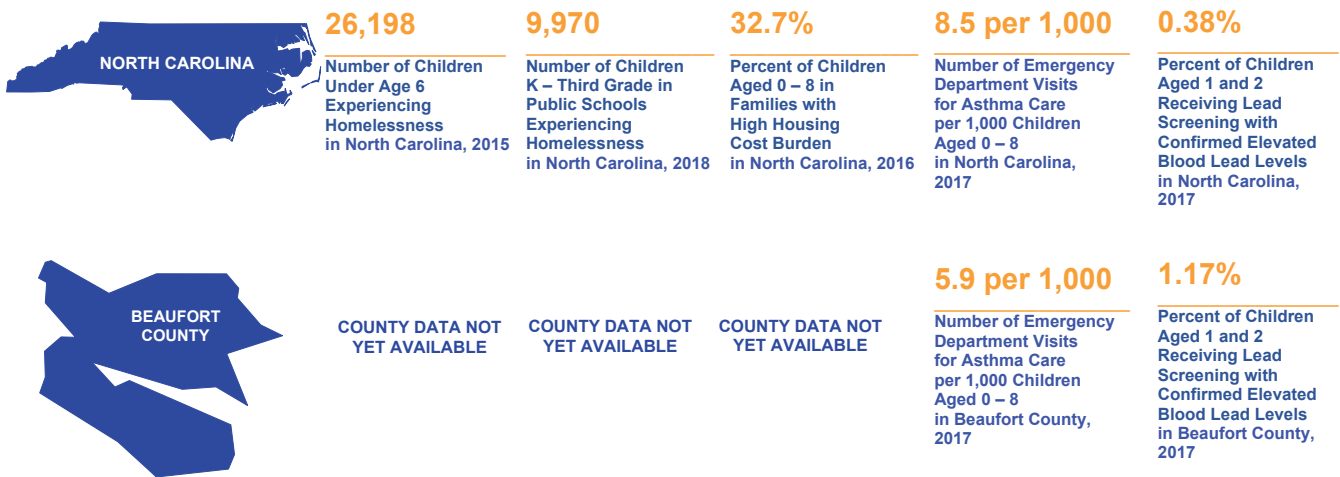 NORTH CAROLINA
26,198
Number of Children
Under Age 6
Experiencing
Homelessness
in North Carolina, 2015
9,970
Number of Children
K – Third Grade in
Public Schools
Experiencing
Homelessness
in North Carolina, 2018
32.7%
Percent of Children
Aged 0 – 8 in
Families with
High Housing
Cost Burden
in North Carolina, 2016
8.5 per 1,000
Number of Emergency
Department Visits
for Asthma Care
per 1,000 Children
Aged 0 – 8
in North Carolina,
2017
0.38%
Percent of Children
Aged 1 and 2
Receiving Lead
Screening with
Confirmed Elevated
Blood Lead Levels
in North Carolina,
2017
BEAUFORT
COUNTY
COUNTY DATA NOT
YET AVAILABLE
COUNTY DATA NOT
YET AVAILABLE
COUNTY DATA NOT
YET AVAILABLE
5.9 per 1,000
Number of Emergency
Department Visits
for Asthma Care
per 1,000 Children
Aged 0 – 8
in Beaufort County,
2017
1.17%
Percent of Children
Aged 1 and 2
Receiving Lead
Screening with
Confirmed Elevated
Blood Lead Levels
in Beaufort County,
2017